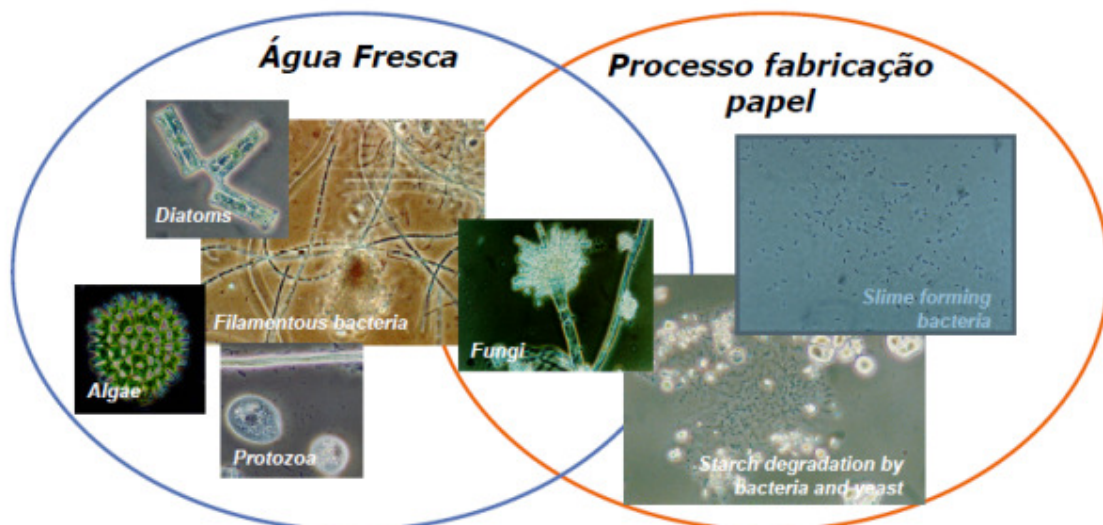 Água Fresca
Processo fabricação
papel
Diatoms
Filamentous bacteria
Algae
Protozoa
Fungi
Slime forming
bacteria
Starch degradation by
bacteria and yeast